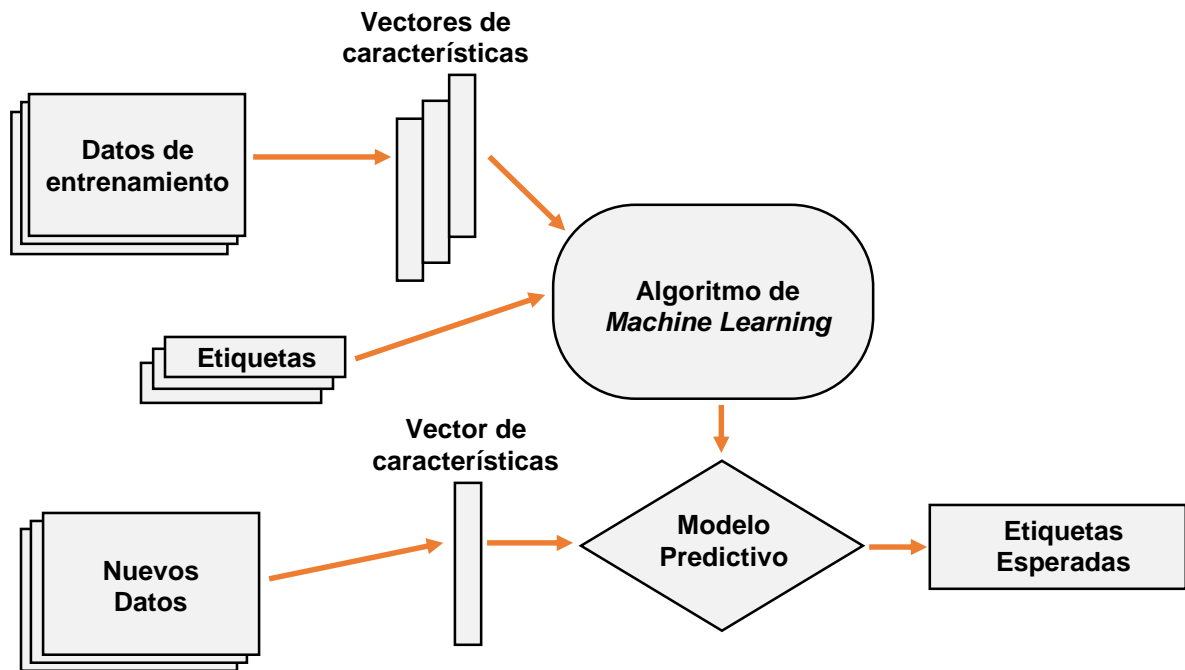 Vectores de
características
Datos de
entrenamiento
Algoritmo de
Machine Learning
Etiquetas
Vector de
características
Modelo
Predictivo
Etiquetas
Esperadas
Nuevos
Datos